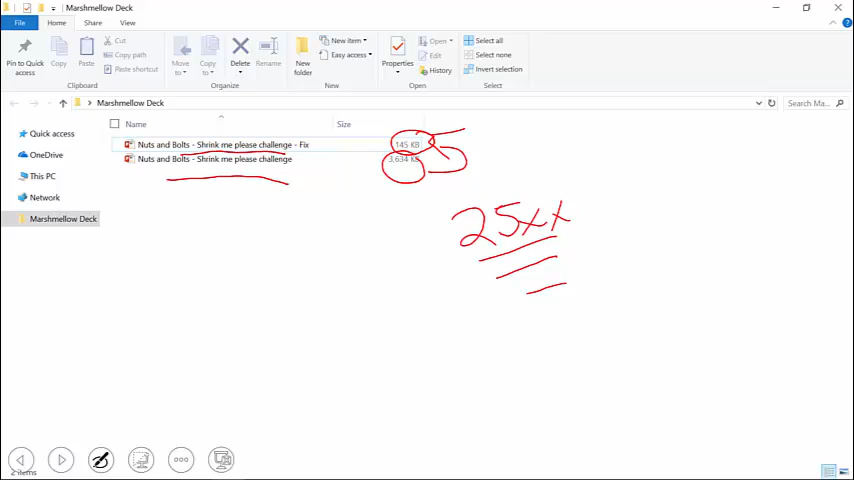 Marshmellow Deck
File
Home
Share
View
Pin to Quick access
Copy
Paste
Cut
Copy path
Paste shortcut
Clipboard
Move to
Copy to
Delete
Rename
Organize
New folder
New item
Easy access
New
Properties
Open
Edit
History
Open
Select all
Select none
Invert selection
Select
Marshmellow Deck
Search Ma...
Name
Size
Quick access
OneDrive
This PC
Network
Marshmellow Deck
Nuts and Bolts - Shrink me please challenge - Fix
145 KB
Nuts and Bolts - Shrink me please challenge
3,634 KB
25xx
2 items